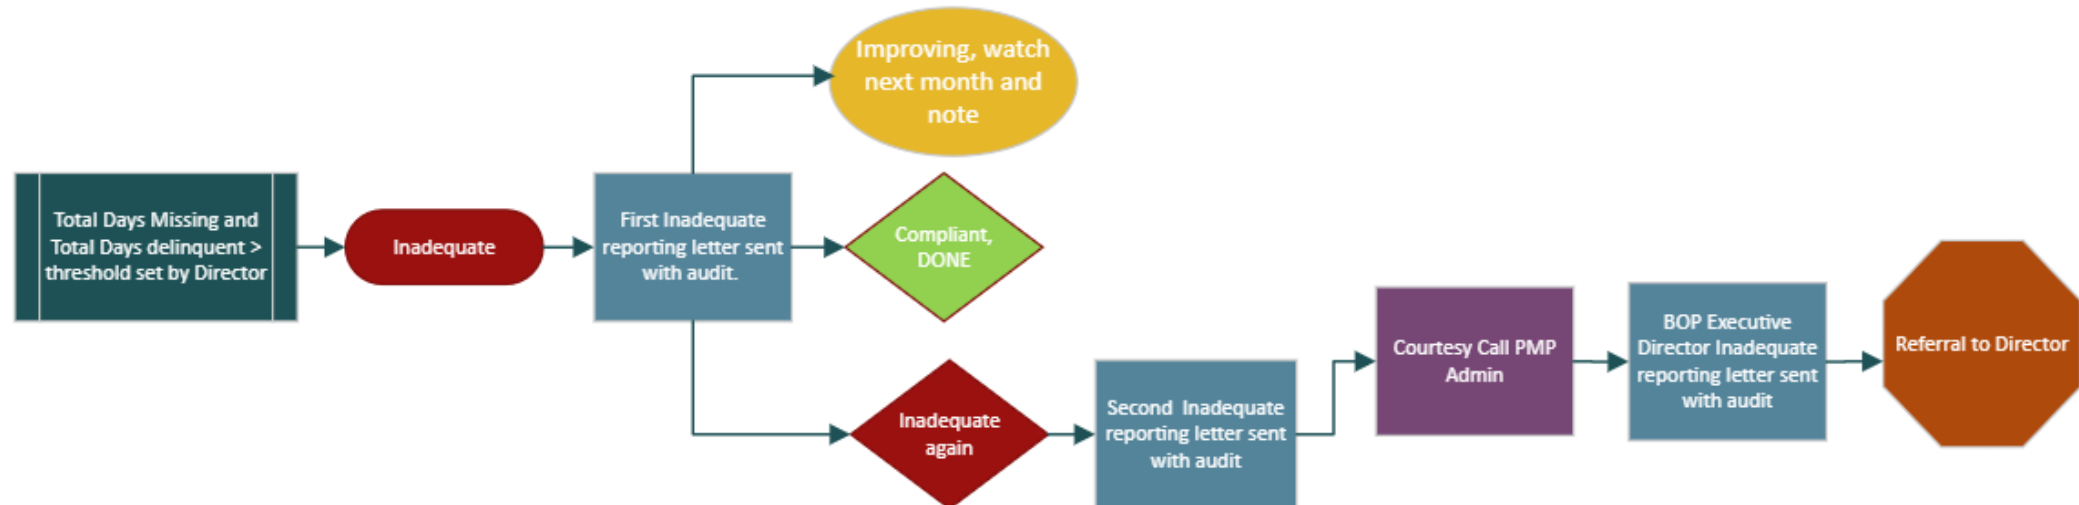 Improving, watch
next month and
note
Total Days Missing and
Total Days delinquent >
threshold set by Director
Inadequate
First Inadequate
reporting letter sent
with audit.
Compliant,
DONE
Inadequate
again
Second Inadequate
reporting letter sent
with audit
Courtesy Call PMP
Admin
BOP Executive
Director Inadequate
reporting letter sent
with audit
Referral to Director